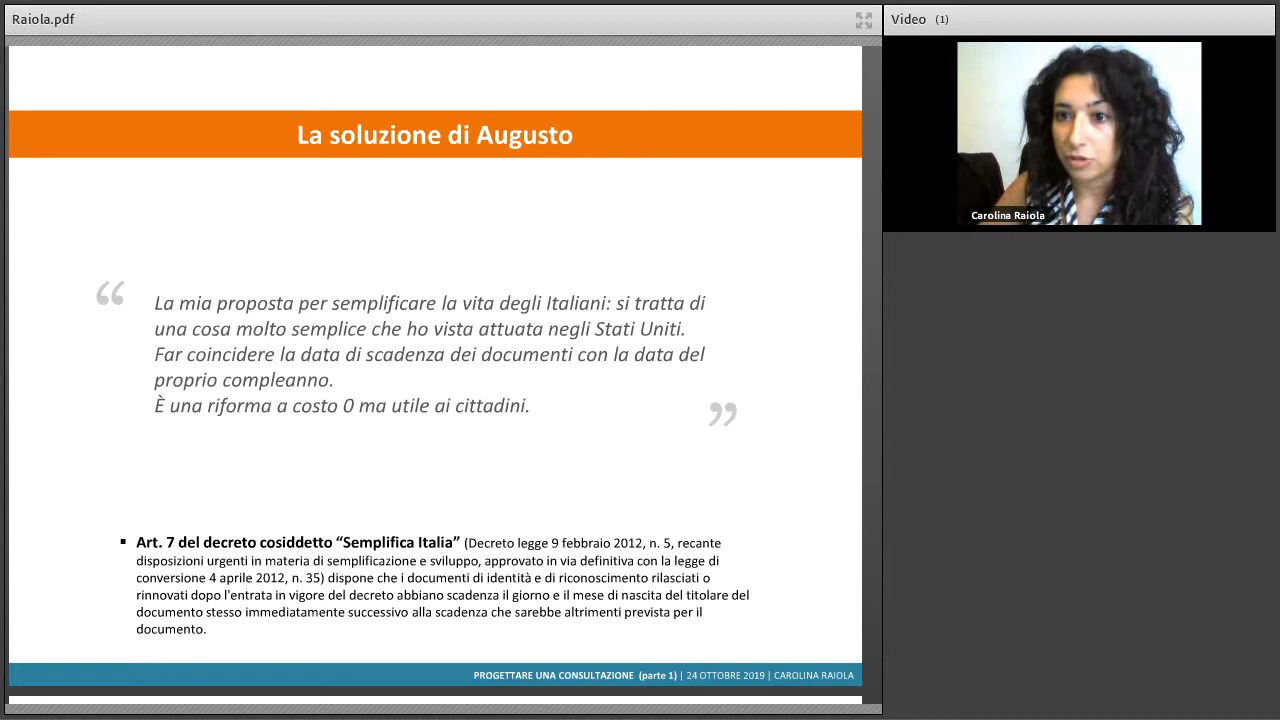 Raiola.pdf
Video (1)
Carolina Raiola
La soluzione di Augusto
“
La mia proposta per semplificare la vita degli Italiani: si tratta di
una cosa molto semplice che ho vista attuata negli Stati Uniti.
Far coincidere la data di scadenza dei documenti con la data del
proprio compleanno.
È una riforma a costo 0 ma utile ai cittadini.
”
▪ Art. 7 del decreto cosiddetto “Semplifica Italia” (Decreto legge 9 febbraio 2012, n. 5, recante
disposizioni urgenti in materia di semplificazione e sviluppo, approvato in via definitiva con la legge di
conversione 4 aprile 2012, n. 35) dispone che i documenti di identità e di riconoscimento rilasciati o
rinnovati dopo l'entrata in vigore del decreto abbiano scadenza il giorno e il mese di nascita del titolare del
documento stesso immediatamente successivo alla scadenza che sarebbe altrimenti prevista per il
documento.
PROGETTARE UNA CONSULTAZIONE (parte 1) | 24 OTTOBRE 2019 | CAROLINA RAIOLA